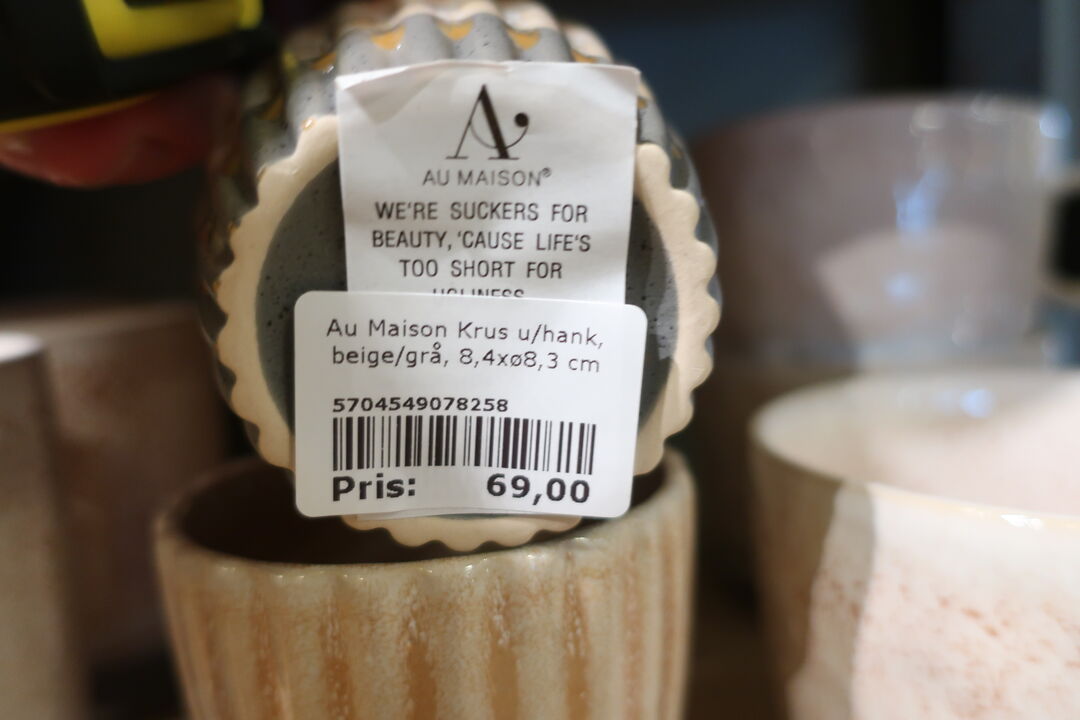 AU MAISON®
WE'RE SUCKERS FOR
BEAUTY, 'CAUSE LIFE'S
TOO SHORT FOR
UGLINESS
Au Maison Krus u/hank,
beige/grå, 8,4xø8,3 cm
5704549078258
Pris: 69,00